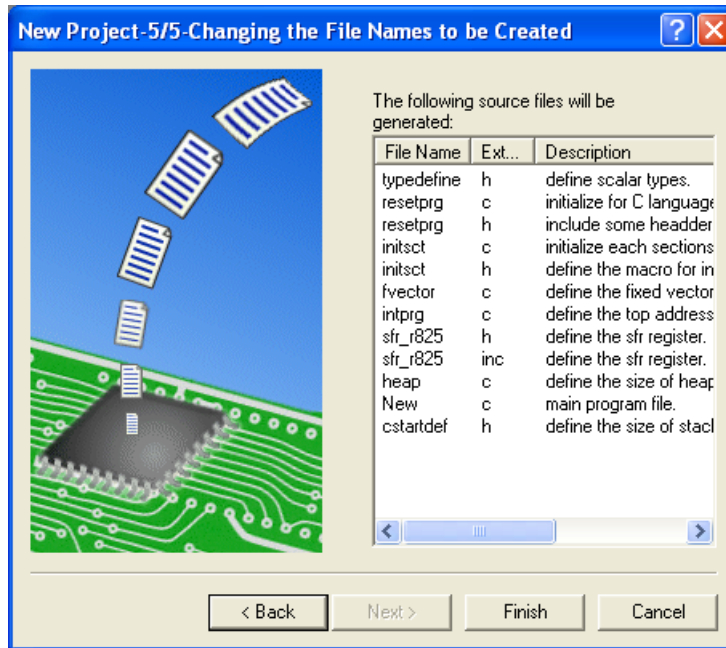 New Project-5/5-Changing the File Names to be Created
The following source files will be
generated:
File Name Ext... Description
typedefine h define scalar types.
resetprg c initialize for C language
resetprg h include some headder
initsct c initialize each sections
initsct h define the macro for in
fvector c define the fixed vector
intprg c define the top address
sfr_r825 h define the sfr register.
sfr_r825 inc define the sfr register.
heap c define the size of heap
New c main program file.
cstartdef h define the size of stack
< Back Next > Finish Cancel